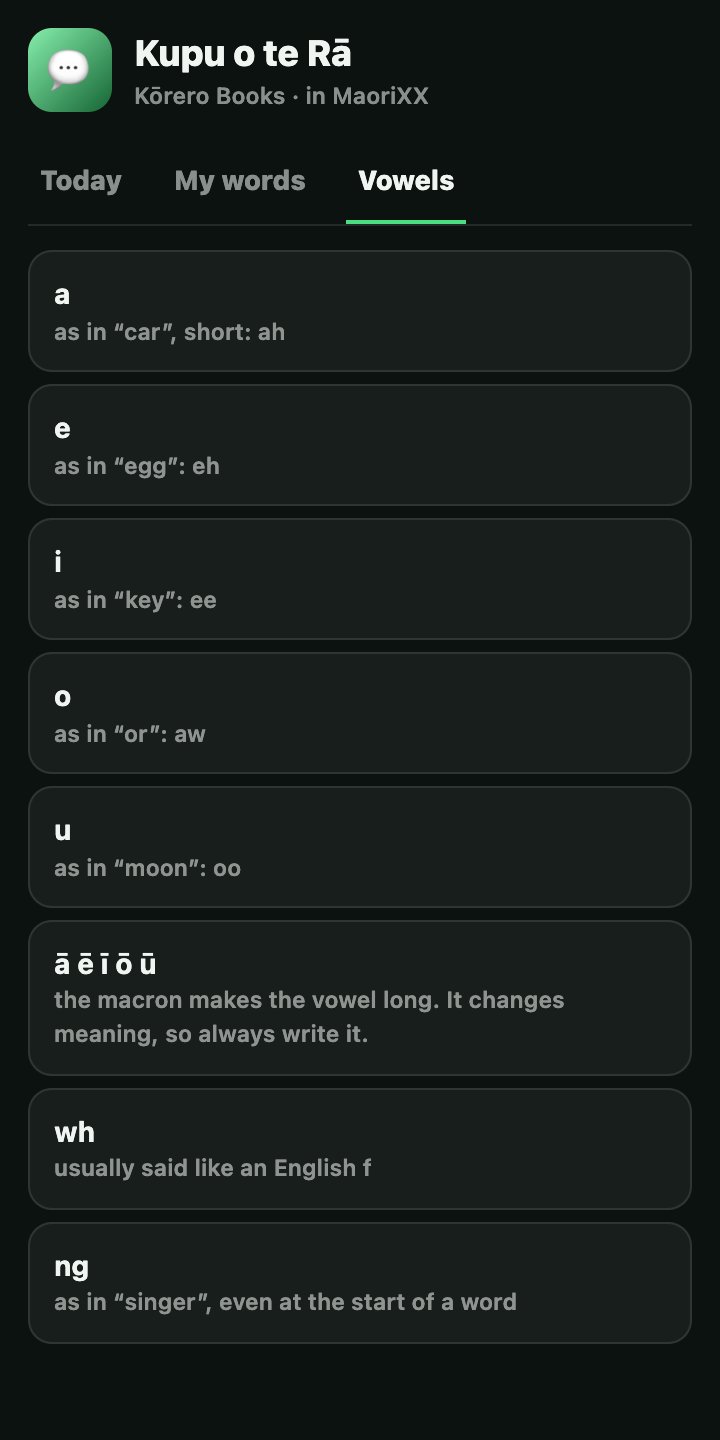 Kupu o te Rā
Kōrero Books · in MaoriXX
Today My words Vowels
a
as in “car”, short: ah
e
as in “egg”: eh
i
as in “key”: ee
o
as in “or”: aw
u
as in “moon”: oo
ā ē ī ō ū
the macron makes the vowel long. It changes
meaning, so always write it.
wh
usually said like an English f
ng
as in “singer”, even at the start of a word